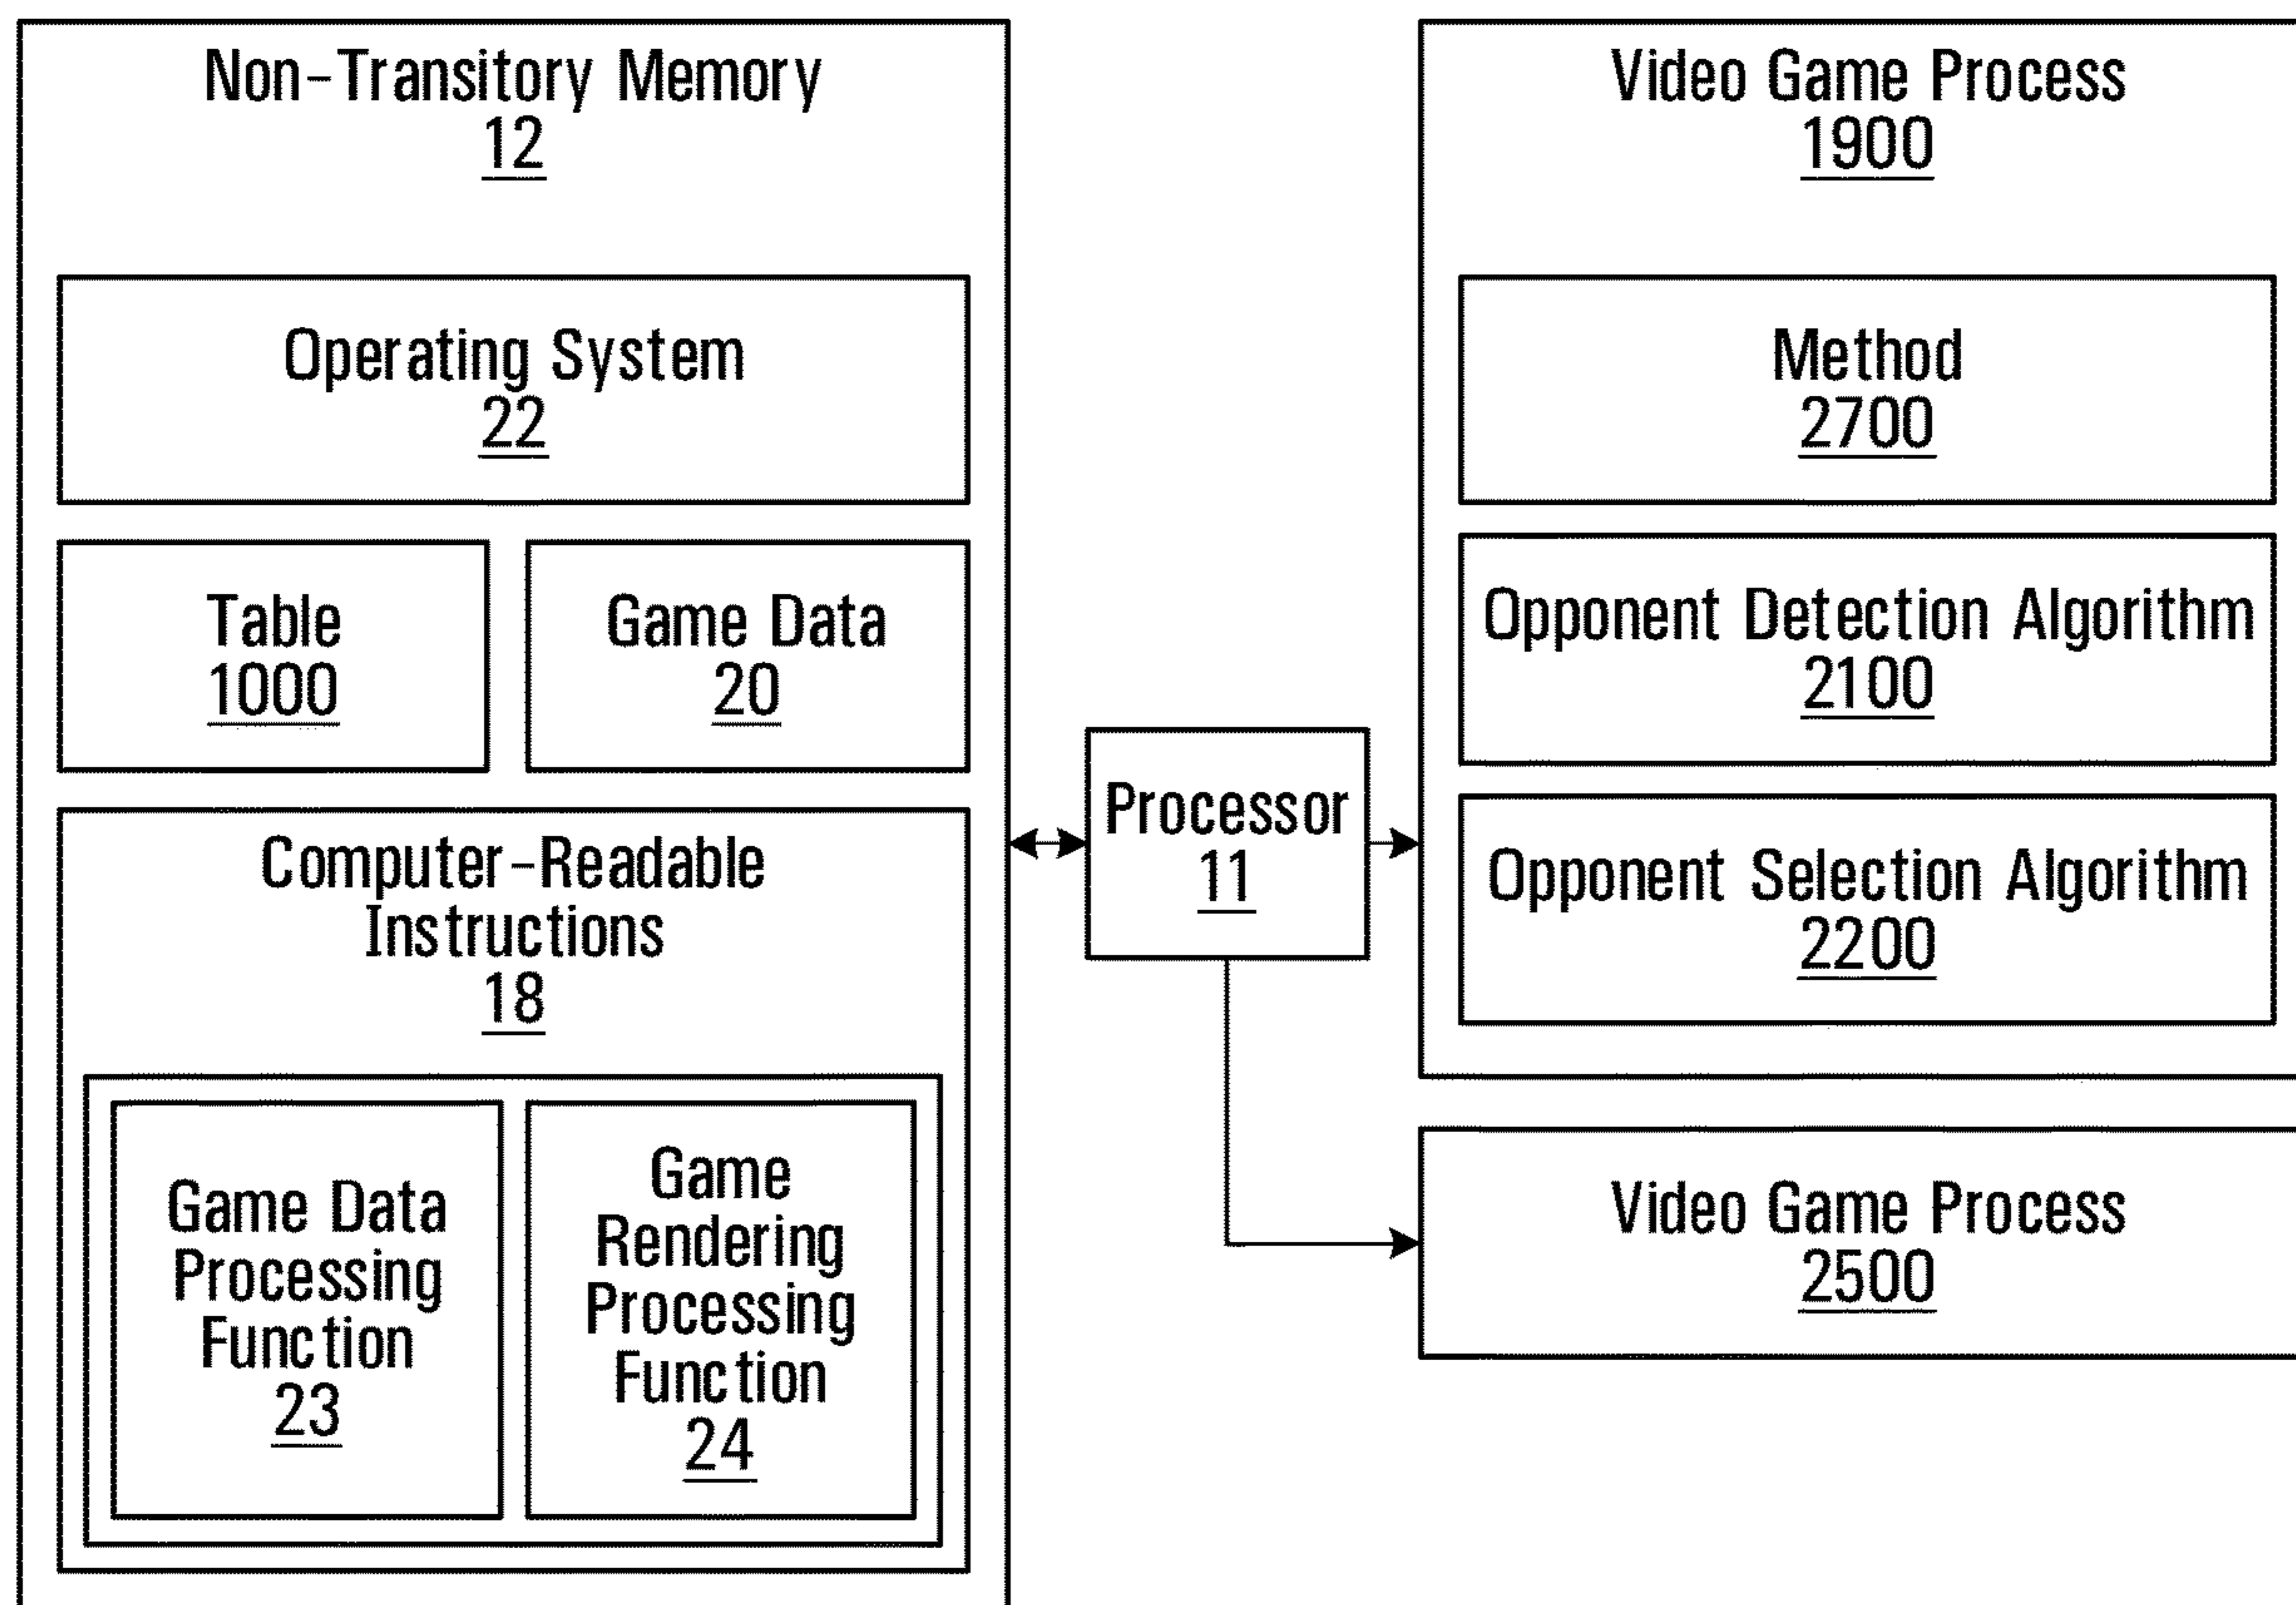 Non-Transitory Memory
12
Operating System
22
Table
1000
Game Data
20
Computer-Readable
Instructions
18
Game Data
Processing
Function
23
Game
Rendering
Processing
Function
24
Processor
11
Video Game Process
1900
Method
2700
Opponent Detection Algorithm
2100
Opponent Selection Algorithm
2200
Video Game Process
2500